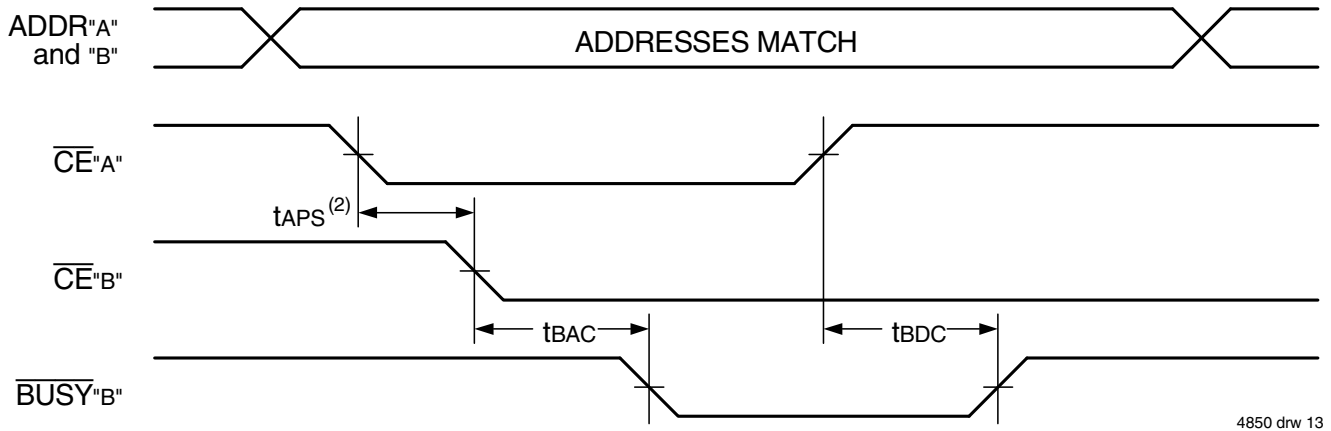 ADDR"A"
and "B"
ADDRESSES MATCH
CE"A"
tAPS(2)
CE"B"
tBAC
tBDC
BUSY"B"
4850 drw 13